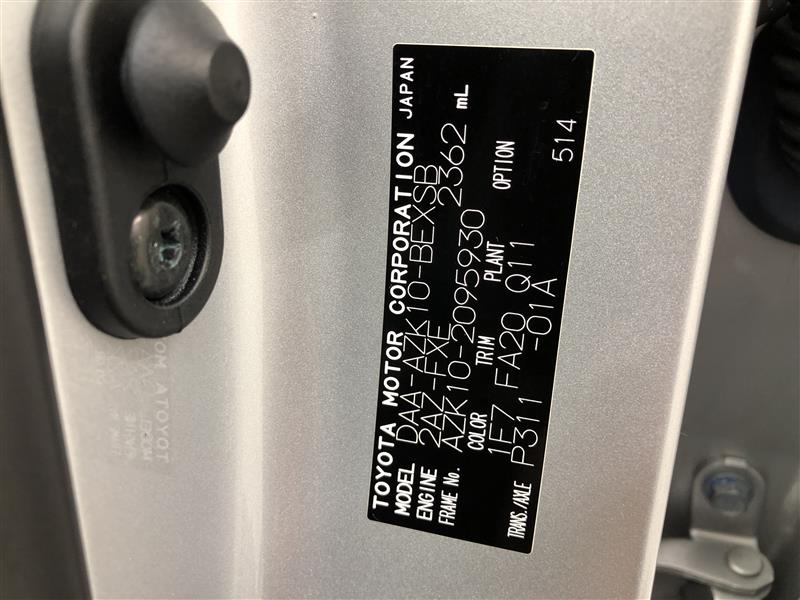 TOYOTA MOTOR CORPORATION JAPAN
MODEL DAA-AZK10-BEXSB
ENGINE 2AZ-FXE 2362 mL
FRAME No. AZK10-2095930
COLOR TRIM PLANT OPTION
1F7 FA20 Q11 514
TRANS./AXLE P311 -01A